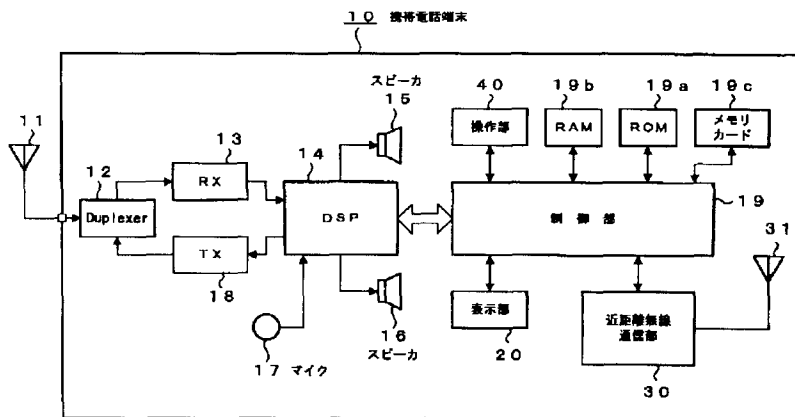 10 携帯電話端末
スピーカ
15
40
19b
19a
19c
11
13
14
操作部
RAM
ROM
メモリ
カード
12
RX
Duplexer
DSP
制御部
19
31
TX
18
表示部
近距離無線
通信部
16
スピーカ
17 マイク
20
30